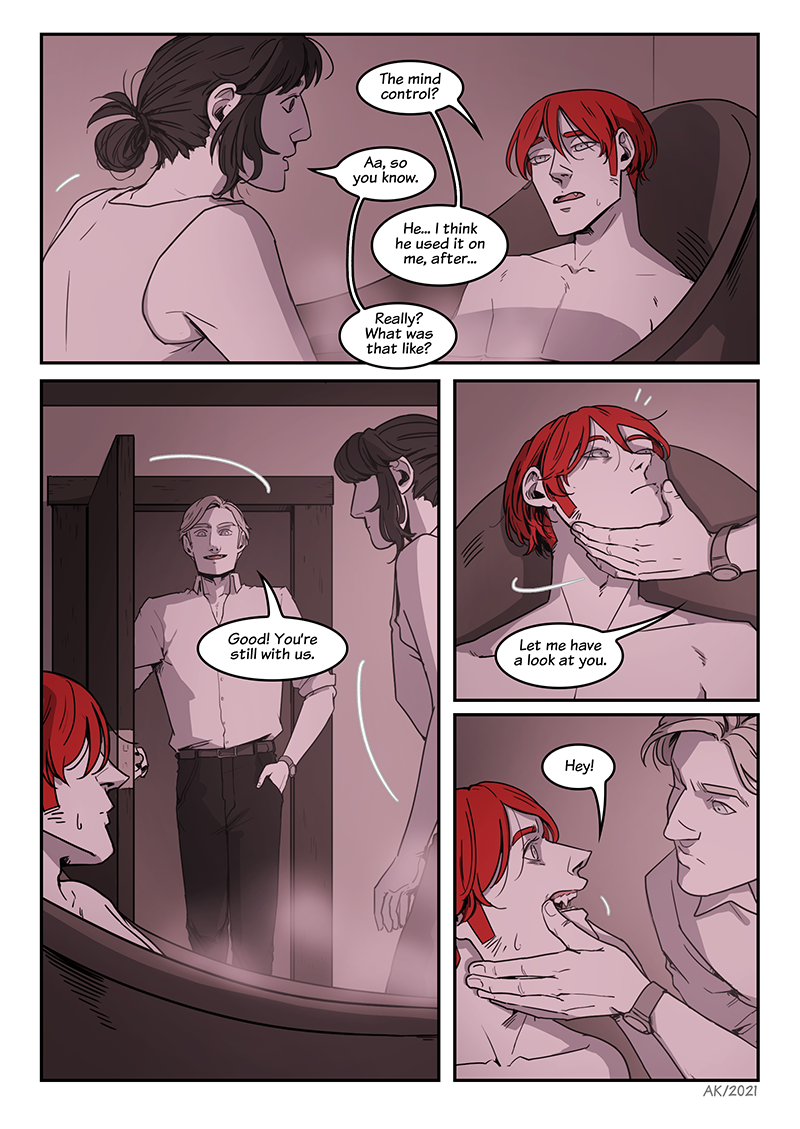 The mind
control?
Aa, so
you know.
He... I think
he used it on
me, after...
Really?
What was
that like?
Good! You're
still with us.
Let me have
a look at you.
Hey!
AK/2021